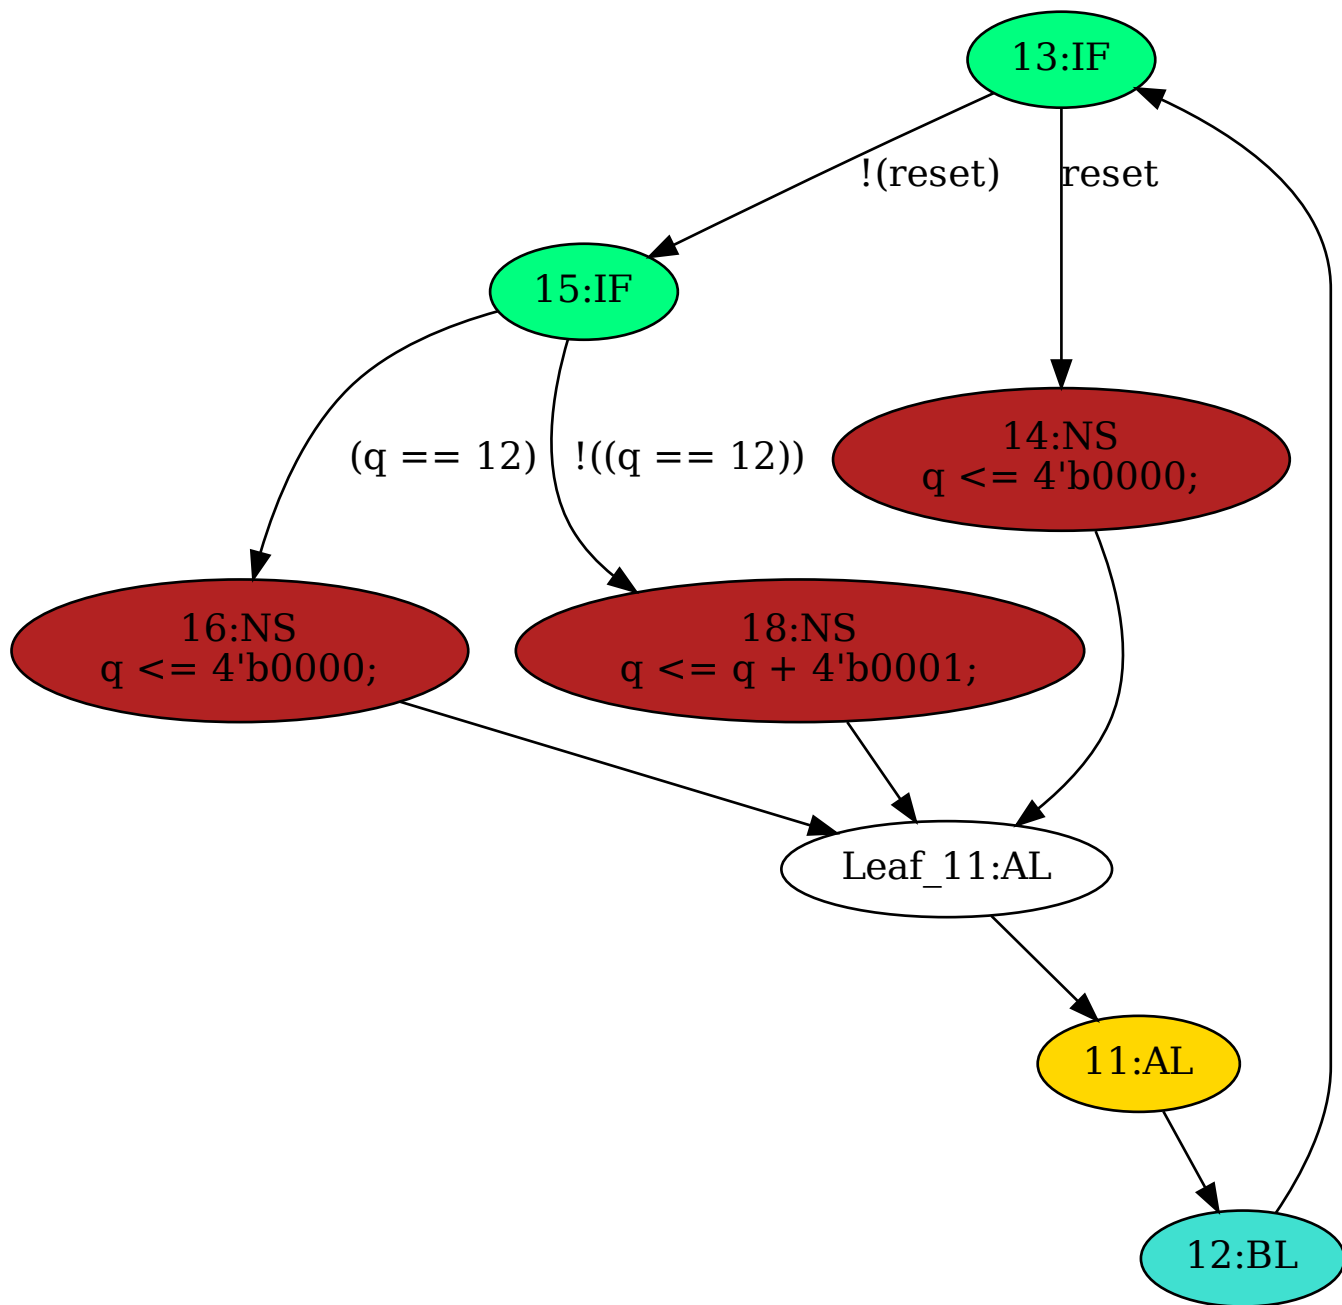 13:IF
!(reset)
reset
15:IF
14:NS
q <= 4'b0000;
(q == 12)
!((q == 12))
16:NS
q <= 4'b0000;
18:NS
q <= q + 4'b0001;
Leaf_11:AL
11:AL
12:BL